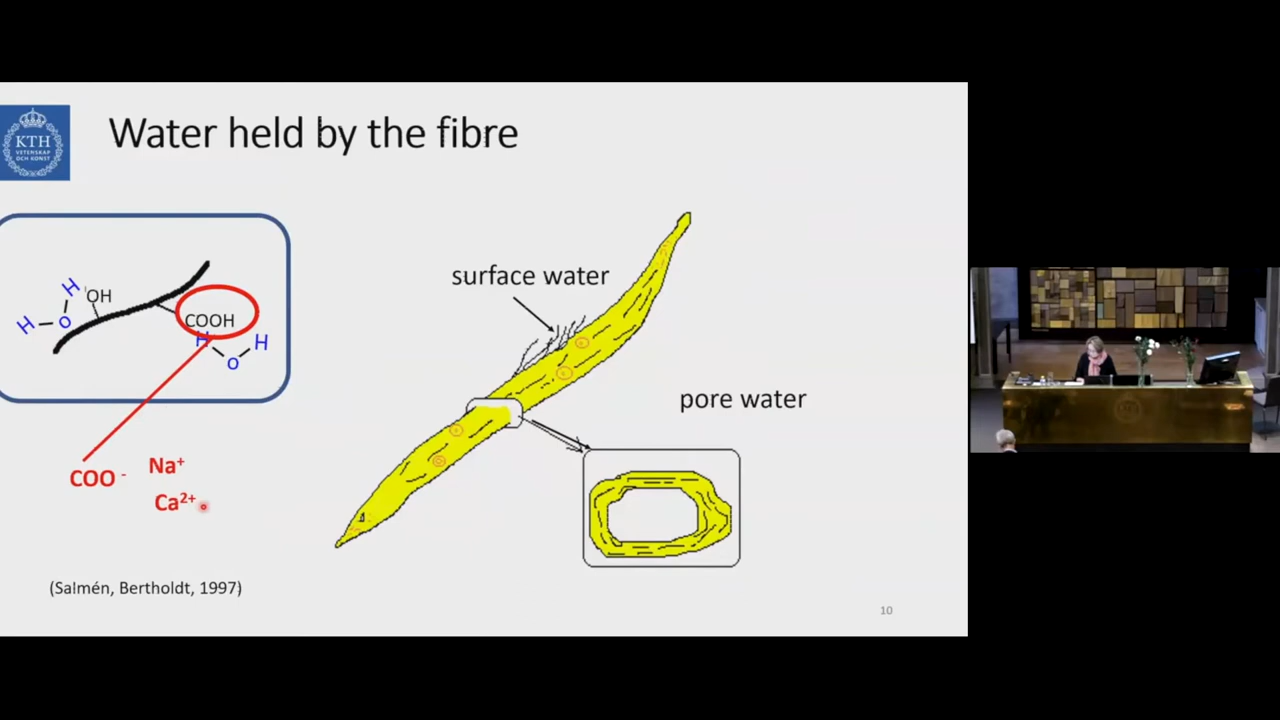 Water held by the fibre
KTH
VETENSKAP
OCH KONST
surface water
H
OH
H
O
COOH
H
H
O
pore water
COO -
Na+
Ca2+
(Salmén, Bertholdt, 1997)
10
KTH